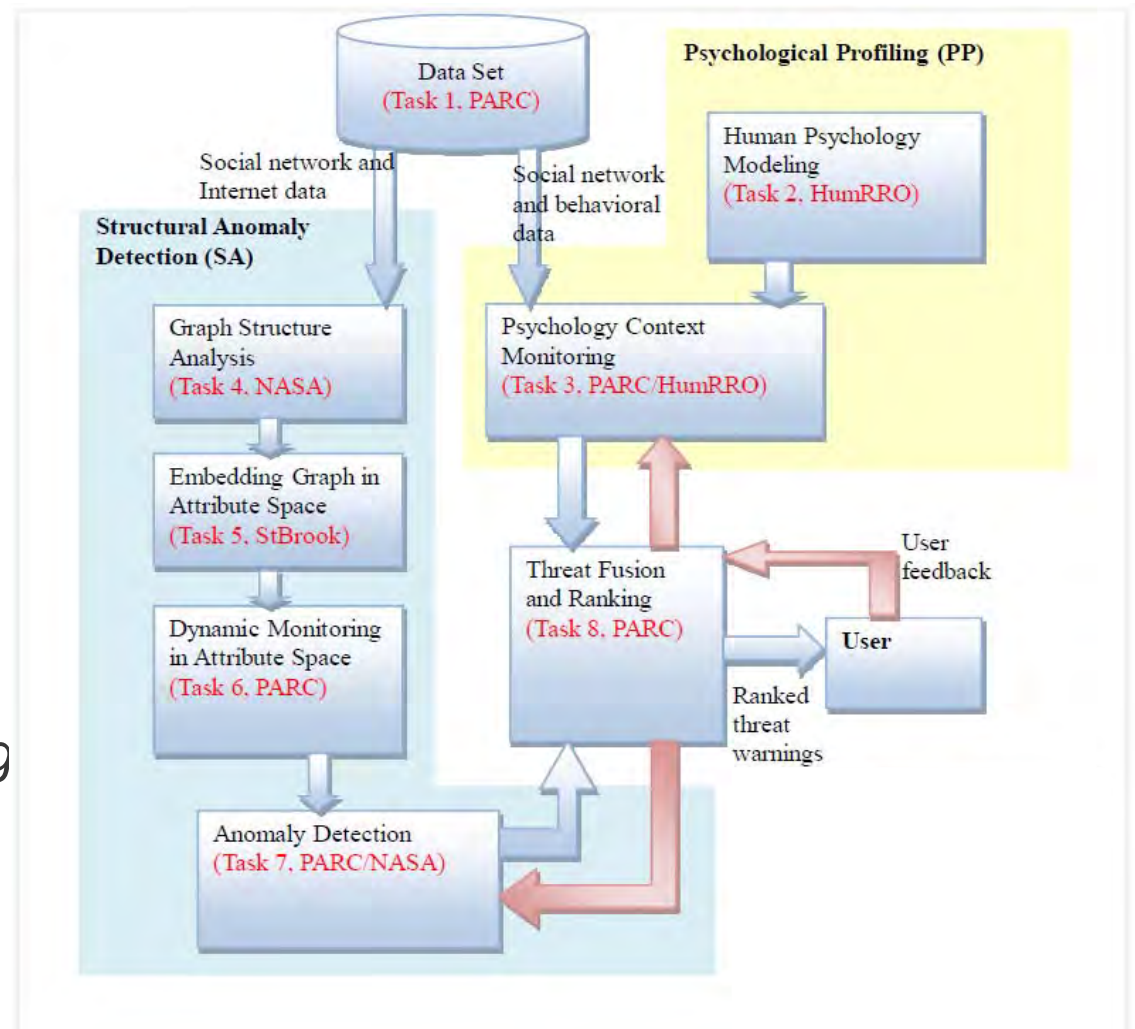 Data Set
(Task 1, PARC)
Psychological Profiling (PP)
Human Psychology
Modeling
(Task 2, HumRRO)
Social network and
Internet data
Social network
and behavioral
data
Structural Anomaly
Detection (SA)
Graph Structure
Analysis
(Task 4, NASA)
Psychology Context
Monitoring
(Task 3, PARC/HumRRO)
Embedding Graph in
Attribute Space
(Task 5, StBrook)
Threat Fusion
and Ranking
(Task 8, PARC)
User
feedback
Dynamic Monitoring
in Attribute Space
(Task 6, PARC)
User
Ranked
threat
warnings
g
Anomaly Detection
(Task 7, PARC/NASA)